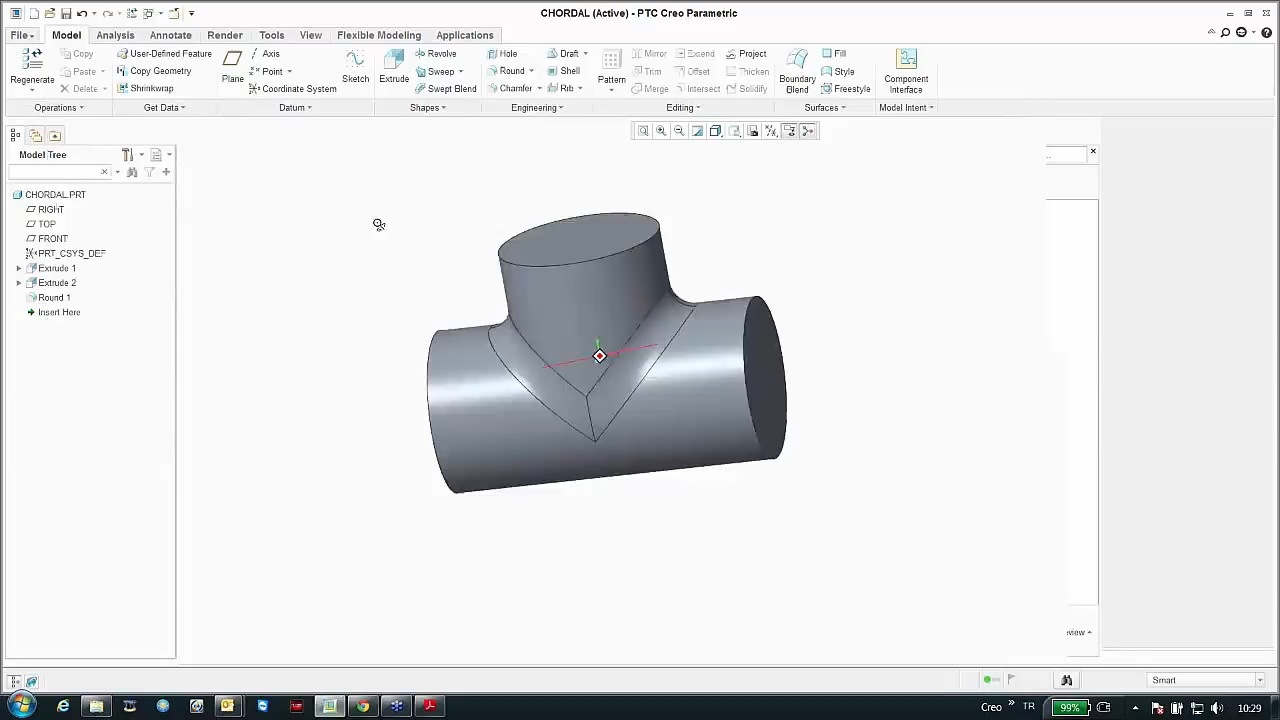 CHORDAL (Active) - PTC Creo Parametric
File Model Analysis Annotate Render Tools View Flexible Modeling Applications
Copy User-Defined Feature Axis Revolve Hole Draft Mirror Extend Project Fill
Regenerate Paste Copy Geometry Plane Point Sketch Extrude Sweep Round Shell Pattern Trim Offset Thicken Boundary Blend Style Component Interface
Delete Shrinkwrap Coordinate System Swept Blend Chamfer Rib Merge Intersect Solidify Freestyle
Operations Get Data Datum Shapes Engineering Editing Surfaces Model Intent
Model Tree
...
CHORDAL.PRT
RIGHT
TOP
FRONT
PRT_CSYS_DEF
Extrude 1
Extrude 2
Round 1
Insert Here
Smart
Creo
»
TR
99%
10:29